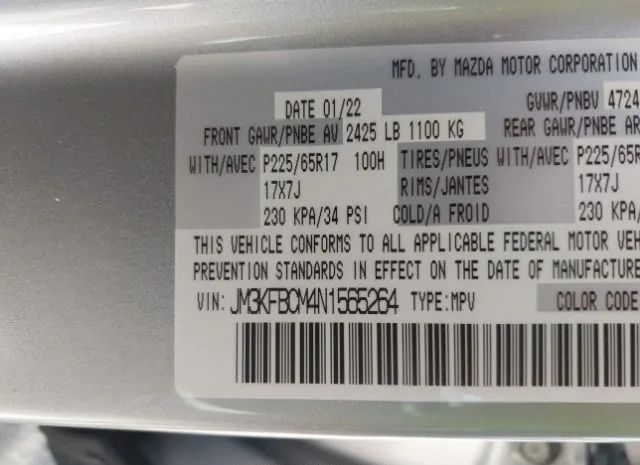 MFD. BY MAZDA MOTOR CORPORATION
DATE 01/22 GVWR/PNBV 4724
FRONT GAWR/PNBE AV 2425 LB 1100 KG REAR GAWR/PNBE AR
WITH/AVEC P225/65R17 100H TIRES/PNEUS WITH/AVEC P225/65R
17X7J RIMS/JANTES 17X7J
230 KPA/34 PSI COLD/A FROID 230 KPA
THIS VEHICLE CONFORMS TO ALL APPLICABLE FEDERAL MOTOR VEH
PREVENTION STANDARDS IN EFFECT ON THE DATE OF MANUFACTURE
VIN: JM3KFBCM4N1565264 TYPE:MPV COLOR CODE